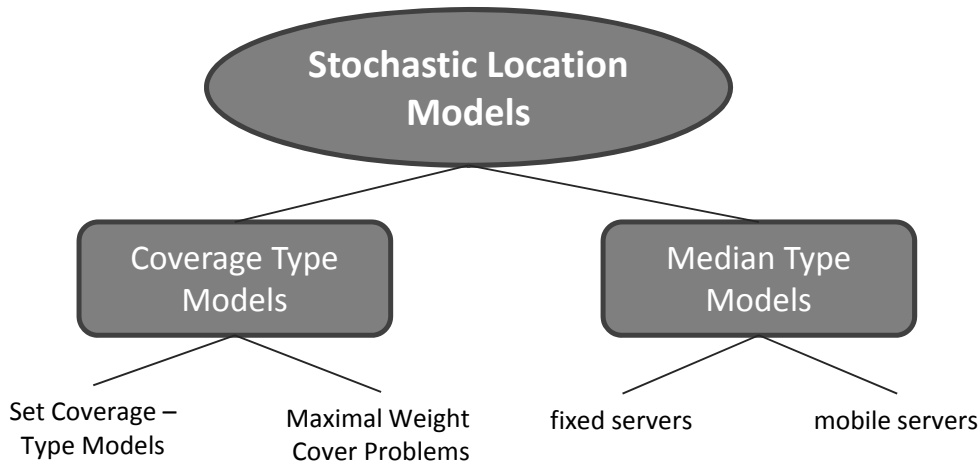 Stochastic Location
Models
Coverage Type
Models
Median Type
Models
Set Coverage –
Type Models
Maximal Weight
Cover Problems
fixed servers
mobile servers